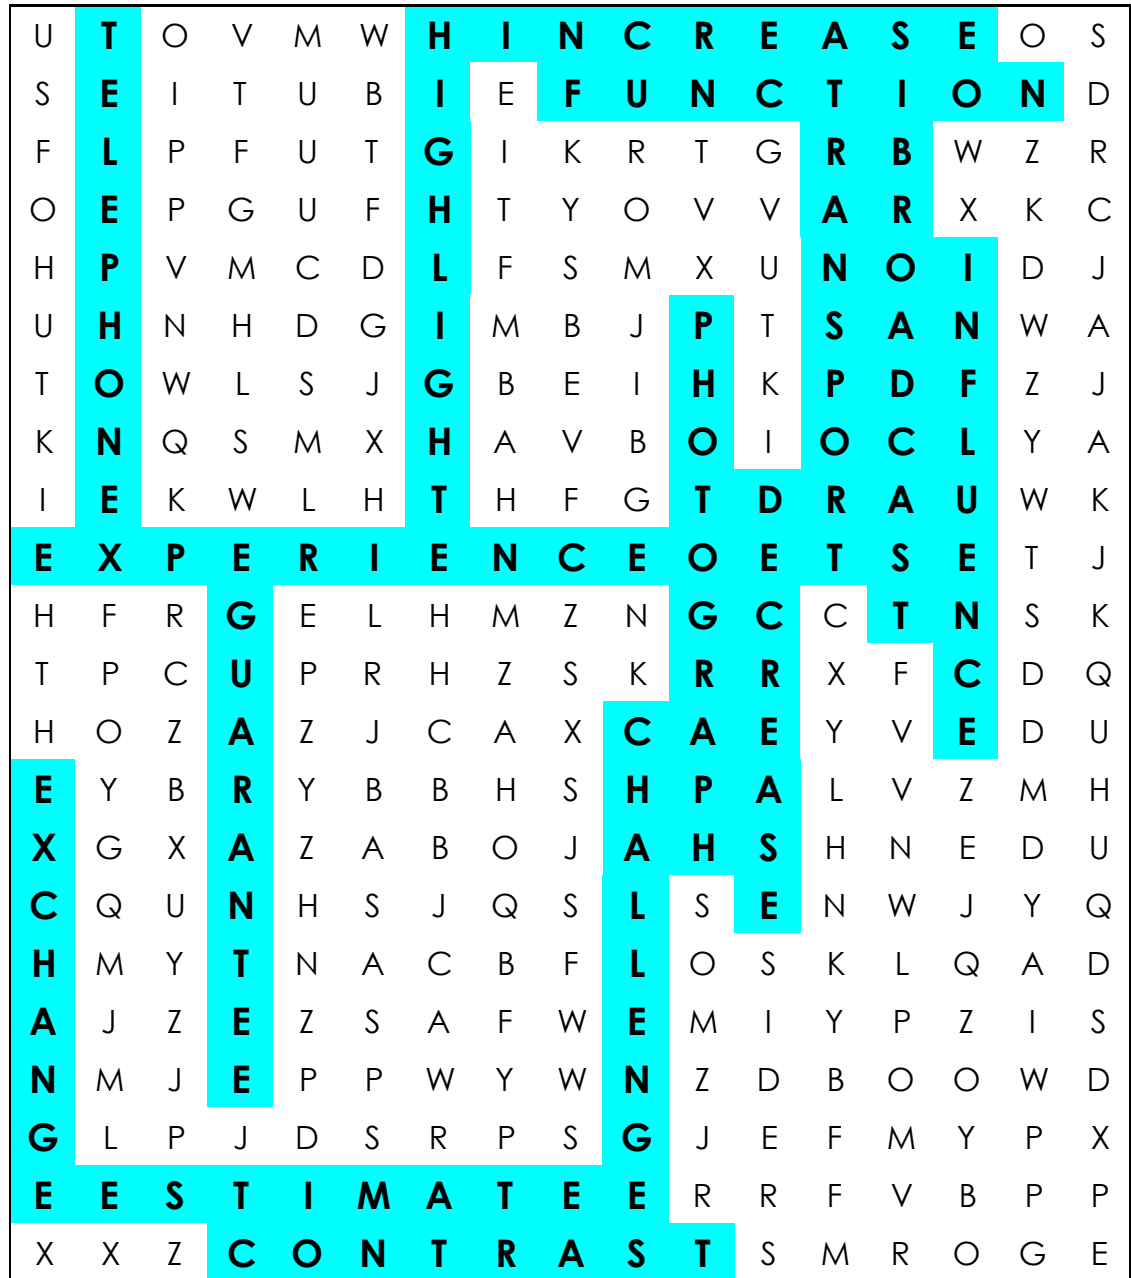 U T O V M W H I N C R E A S E O S
S E I T U B I E F U N C T I O N D
F L P F U T G I K R T G R B W Z R
O E P G U F H T Y O V V A R X K C
H P V M C D L F S M X U N O I D J
U H N H D G I M B J P T S A N W A
T O W L S J G B E I H K P D F Z J
K N Q S M X H A V B O I O C L Y A
I E K W L H T H F G T D R A U W K
E X P E R I E N C E O E T S E T J
H F R G E L H M Z N G C C T N S K
T P C U P R H Z S K R R X F C D Q
H O Z A Z J C A X C A E Y V E D U
E Y B R Y B B H S H P A L V Z M H
X G X A Z A B O J A H S H N E D U
C Q U N H S J Q S L S E N W J Y Q
H M Y T N A C B F L O S K L Q A D
A J Z E Z S A F W E M I Y P Z I S
N M J E P P W Y W N Z D B O O W D
G L P J D S R P S G J E F M Y P X
E E S T I M A T E E R R F V B P P
X X Z C O N T R A S T S M R O G E